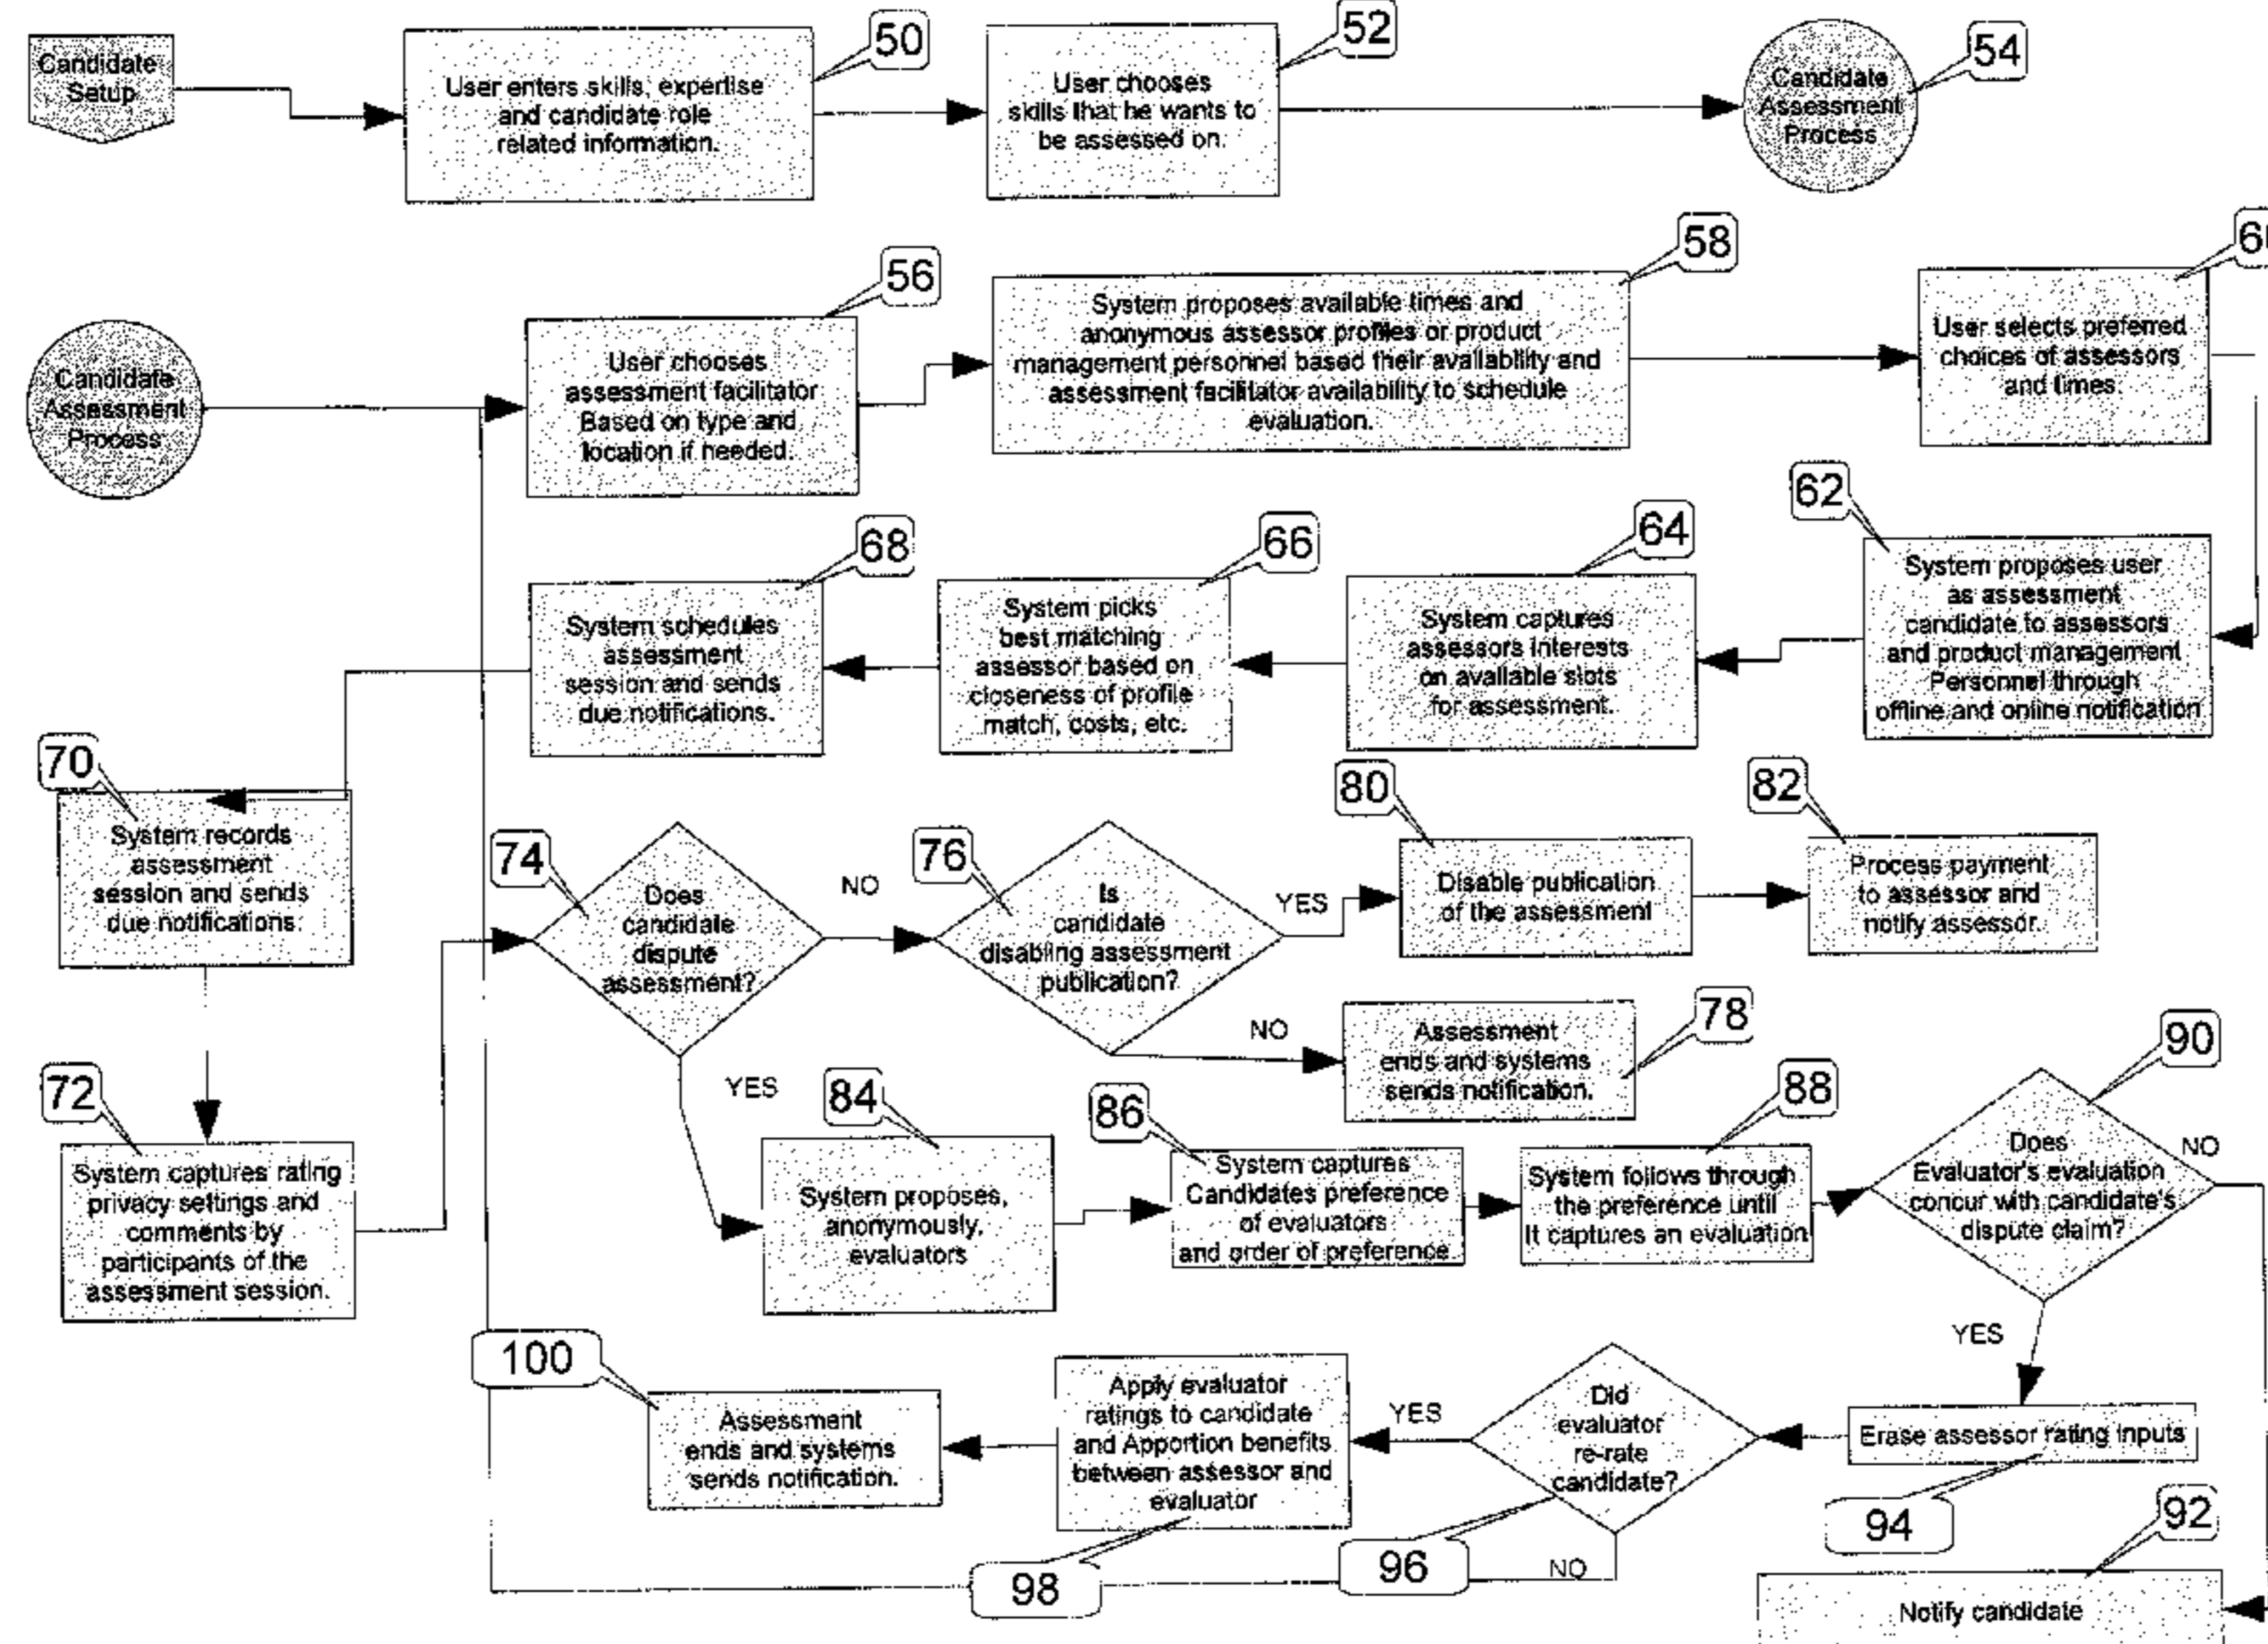 Candidate
Setup
50
User enters skills, expertise
and candidate role
related information.
52
User chooses
skills that he wants to
be assessed on.
54
Candidate
Assessment
Process
Candidate
Assessment
Process
56
User chooses
assessment facilitator
Based on type and
location if needed.
58
System proposes available times and
anonymous assessor profiles or product
management personnel based their availability and
assessment facilitator availability to schedule
evaluation.
User selects preferred
choices of assessors
and times.
62
System proposes user
as assessment
candidate to assessors
and product management
Personnel through
offline and online notification
64
System captures
assessors interests
on available slots
for assessment.
66
System picks
best matching
assessor based on
closeness of profile
match, costs, etc.
68
System schedules
assessment
session and sends
due notifications.
70
System records
assessment
session and sends
due notifications.
72
System captures rating
privacy settings and
comments by
participants of the
assessment session.
74
Does
candidate
dispute
assessment?
NO
YES
76
Is
candidate
disabling assessment
publication?
YES
NO
80
Disable publication
of the assessment
82
Process payment
to assessor and
notify assessor.
78
Assessment
ends and systems
sends notification.
84
System proposes,
anonymously,
evaluators
86
System captures
Candidates preference
of evaluators
and order of preference
88
System follows through
the preference until
It captures an evaluation
90
Does
Evaluator's evaluation
concur with candidate's
dispute claim?
NO
YES
Erase assessor rating inputs
94
92
Notify candidate
Did
evaluator
re-rate
candidate?
96
YES
NO
Apply evaluator
ratings to candidate
and Apportion benefits
between assessor and
evaluator
98
100
Assessment
ends and systems
sends notification.